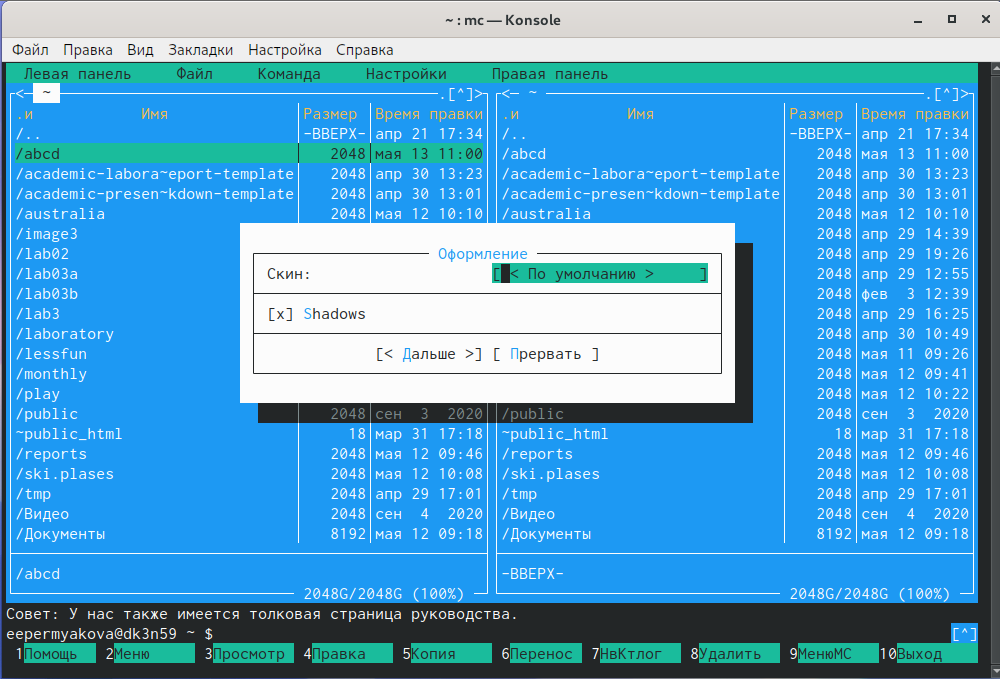 ~ : mc — Konsole
Файл Правка Вид Закладки Настройка Справка
Левая панель Файл Команда Настройки Правая панель
<— ~ .[^]> <— ~ .[^]>
.и Имя Размер Время правки .и Имя Размер Время правки
/.. -ВВЕРХ- апр 21 17:34 /.. -ВВЕРХ- апр 21 17:34
/abcd 2048 мая 13 11:00 /abcd 2048 мая 13 11:00
/academic-labora~eport-template 2048 апр 30 13:23 /academic-labora~eport-template 2048 апр 30 13:23
/academic-presen~kdown-template 2048 апр 30 13:01 /academic-presen~kdown-template 2048 апр 30 13:01
/australia 2048 мая 12 10:10 /australia 2048 мая 12 10:10
/image3 2048 апр 29 14:39
/lab02 Оформление 2048 апр 29 19:26
/lab03a Скин: [ < По умолчанию > ] 2048 апр 29 12:55
/lab03b 2048 фев 3 12:39
/lab3 [x] Shadows 2048 апр 29 16:25
/laboratory 2048 апр 30 10:49
/lessfun [< Дальше >] [ Прервать ] 2048 мая 11 09:26
/monthly 2048 мая 12 09:41
/play 2048 мая 12 10:22
/public 2048 сен 3 2020 /public 2048 сен 3 2020
~public_html 18 мар 31 17:18 ~public_html 18 мар 31 17:18
/reports 2048 мая 12 09:46 /reports 2048 мая 12 09:46
/ski.plases 2048 мая 12 10:08 /ski.plases 2048 мая 12 10:08
/tmp 2048 апр 29 17:01 /tmp 2048 апр 29 17:01
/Видео 2048 сен 4 2020 /Видео 2048 сен 4 2020
/Документы 8192 мая 12 09:18 /Документы 8192 мая 12 09:18
/abcd -ВВЕРХ-
2048G/2048G (100%) 2048G/2048G (100%)
Совет: У нас также имеется толковая страница руководства.
eepermyakova@dk3n59 ~ $ [^]
1Помощь 2Меню 3Просмотр 4Правка 5Копия 6Перенос 7НвКтлог 8Удалить 9МенюMC 10Выход